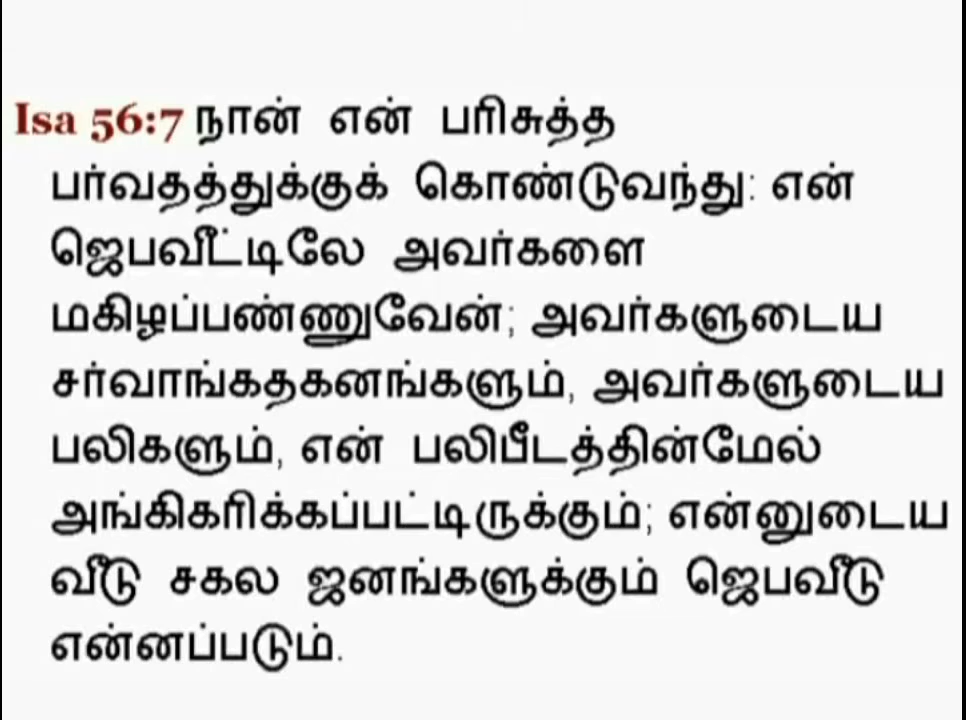 Isa 56:7 நான் என் பரிசுத்த
பர்வதத்துக்குக் கொண்டுவந்து: என்
ஜெபவீட்டிலே அவர்களை
மகிழப்பண்ணுவேன்; அவர்களுடைய
சர்வாங்கதகனங்களும், அவர்களுடைய
பலிகளும், என் பலிபீடத்தின்மேல்
அங்கிகரிக்கப்பட்டிருக்கும்; என்னுடைய
வீடு சகல ஜனங்களுக்கும் ஜெபவீடு
என்னப்படும்.